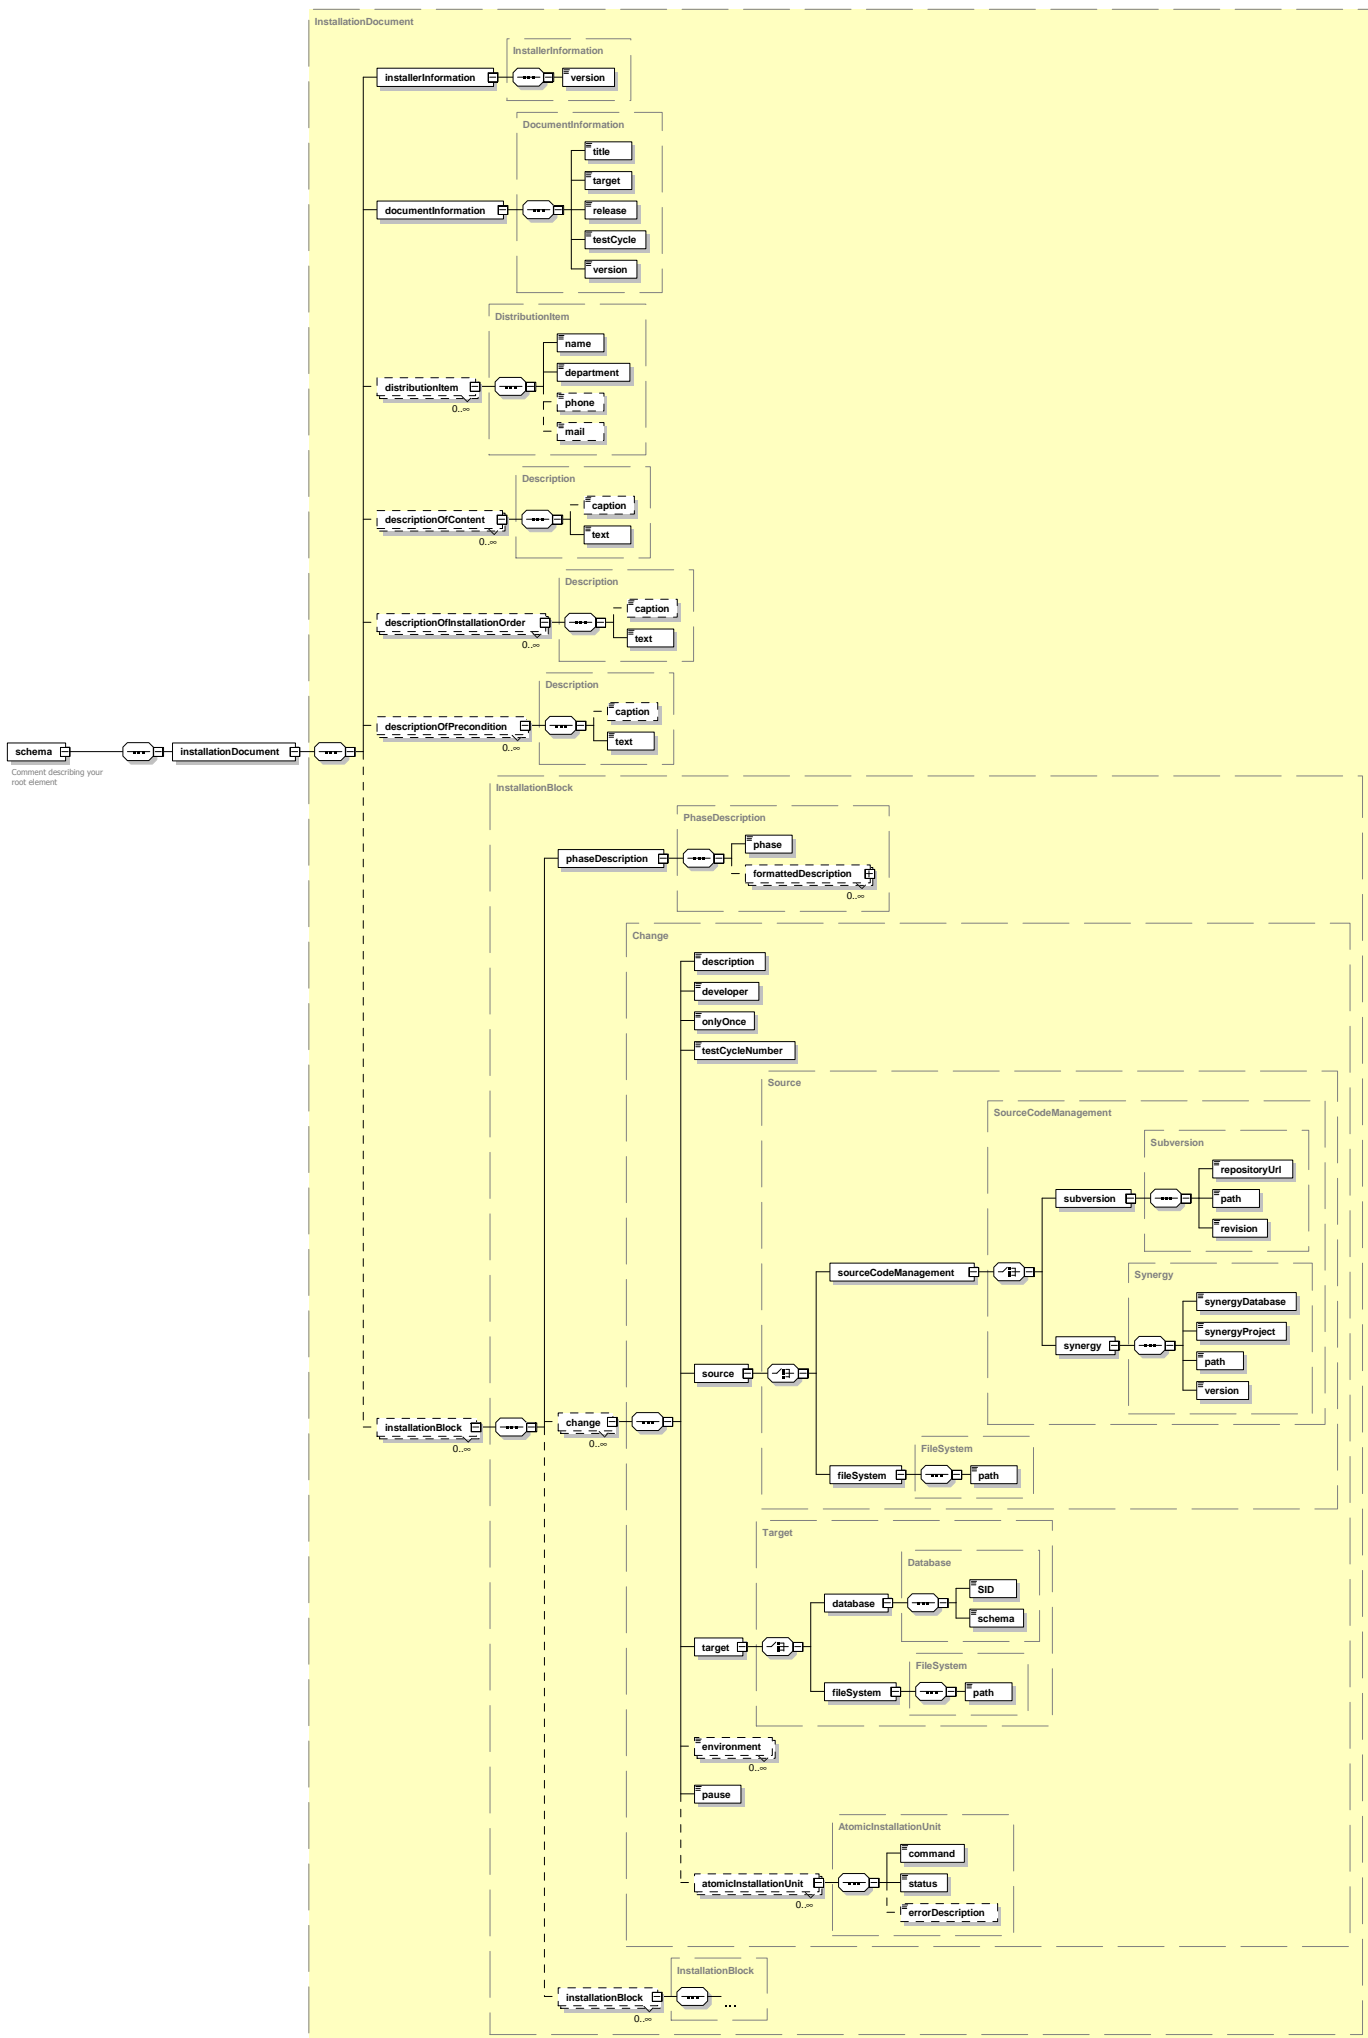 InstallationDocument
InstallerInformation
installerInformation
version
DocumentInformation
title
target
documentInformation
release
testCycle
version
DistributionItem
name
department
distributionItem
0..∞
phone
mail
Description
caption
descriptionOfContent
0..∞
text
Description
caption
descriptionOfInstallationOrder
0..∞
text
Description
caption
descriptionOfPrecondition
0..∞
text
schema
installationDocument
Comment describing your
root element
InstallationBlock
PhaseDescription
phase
phaseDescription
formattedDescription
0..∞
Change
description
developer
onlyOnce
testCycleNumber
Source
SourceCodeManagement
Subversion
repositoryUrl
subversion
path
revision
sourceCodeManagement
Synergy
synergyDatabase
synergyProject
synergy
path
version
source
installationBlock
0..∞
change
0..∞
FileSystem
fileSystem
path
Target
Database
SID
database
schema
target
FileSystem
fileSystem
path
environment
0..∞
pause
AtomicInstallationUnit
command
atomicInstallationUnit
0..∞
status
errorDescription
InstallationBlock
installationBlock
0..∞
...